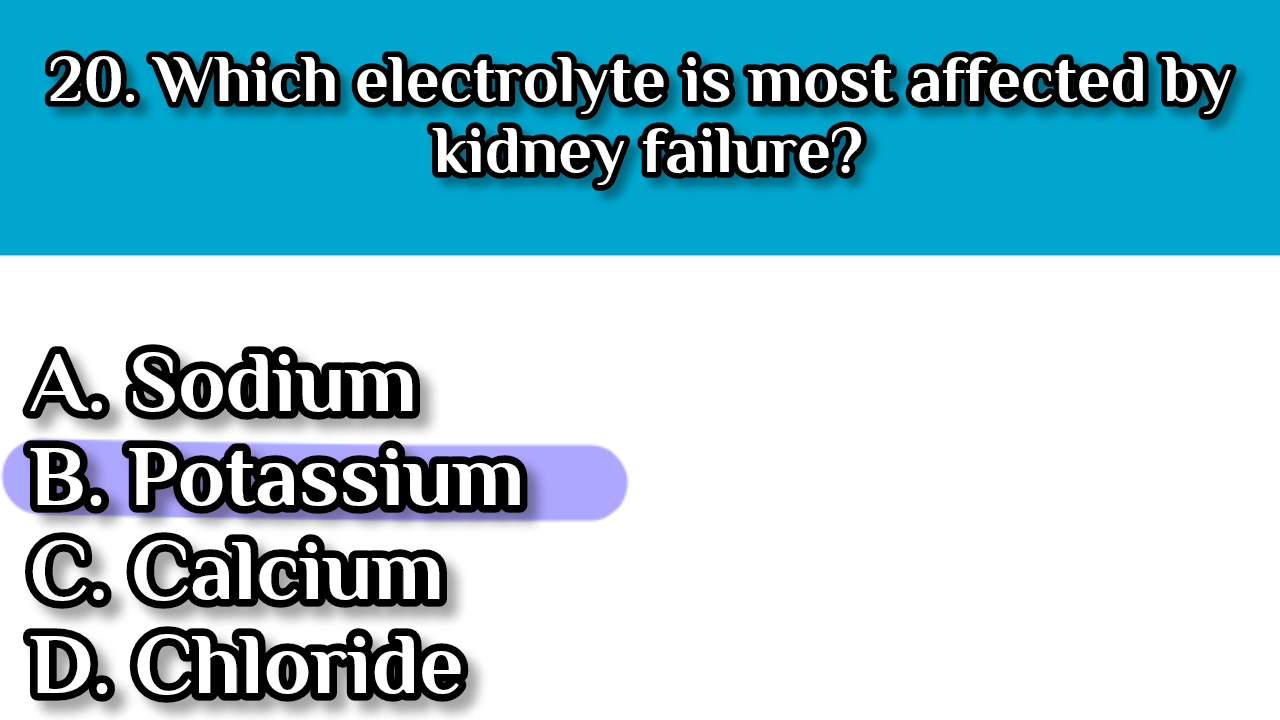 20. Which electrolyte is most affected by
kidney failure?
A. Sodium
B. Potassium
C. Calcium
D. Chloride